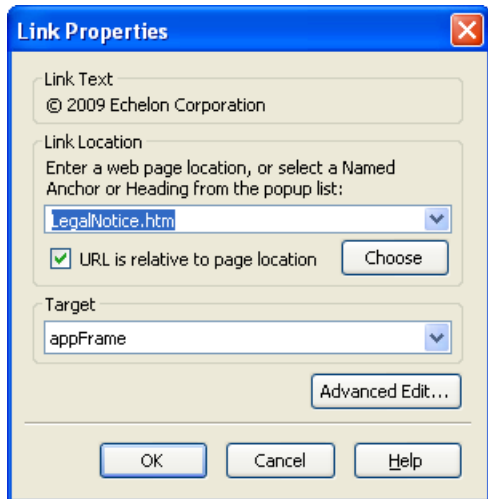 Link Properties
Link Text
© 2009 Echelon Corporation
Link Location
Enter a web page location, or select a Named
Anchor or Heading from the popup list:
LegalNotice.htm
URL is relative to page location
Choose
Target
appFrame
Advanced Edit...
OK
Cancel
Help